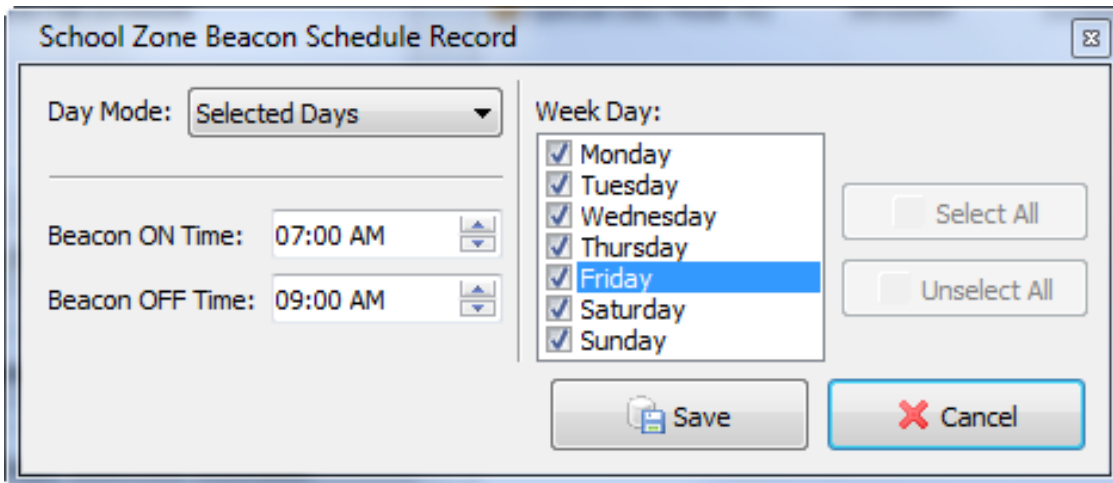 School Zone Beacon Schedule Record
Day Mode: Selected Days
Beacon ON Time: 07:00 AM
Beacon OFF Time: 09:00 AM
Week Day:
Monday
Tuesday
Wednesday
Thursday
Friday
Saturday
Sunday
Select All
Unselect All
Save
Cancel